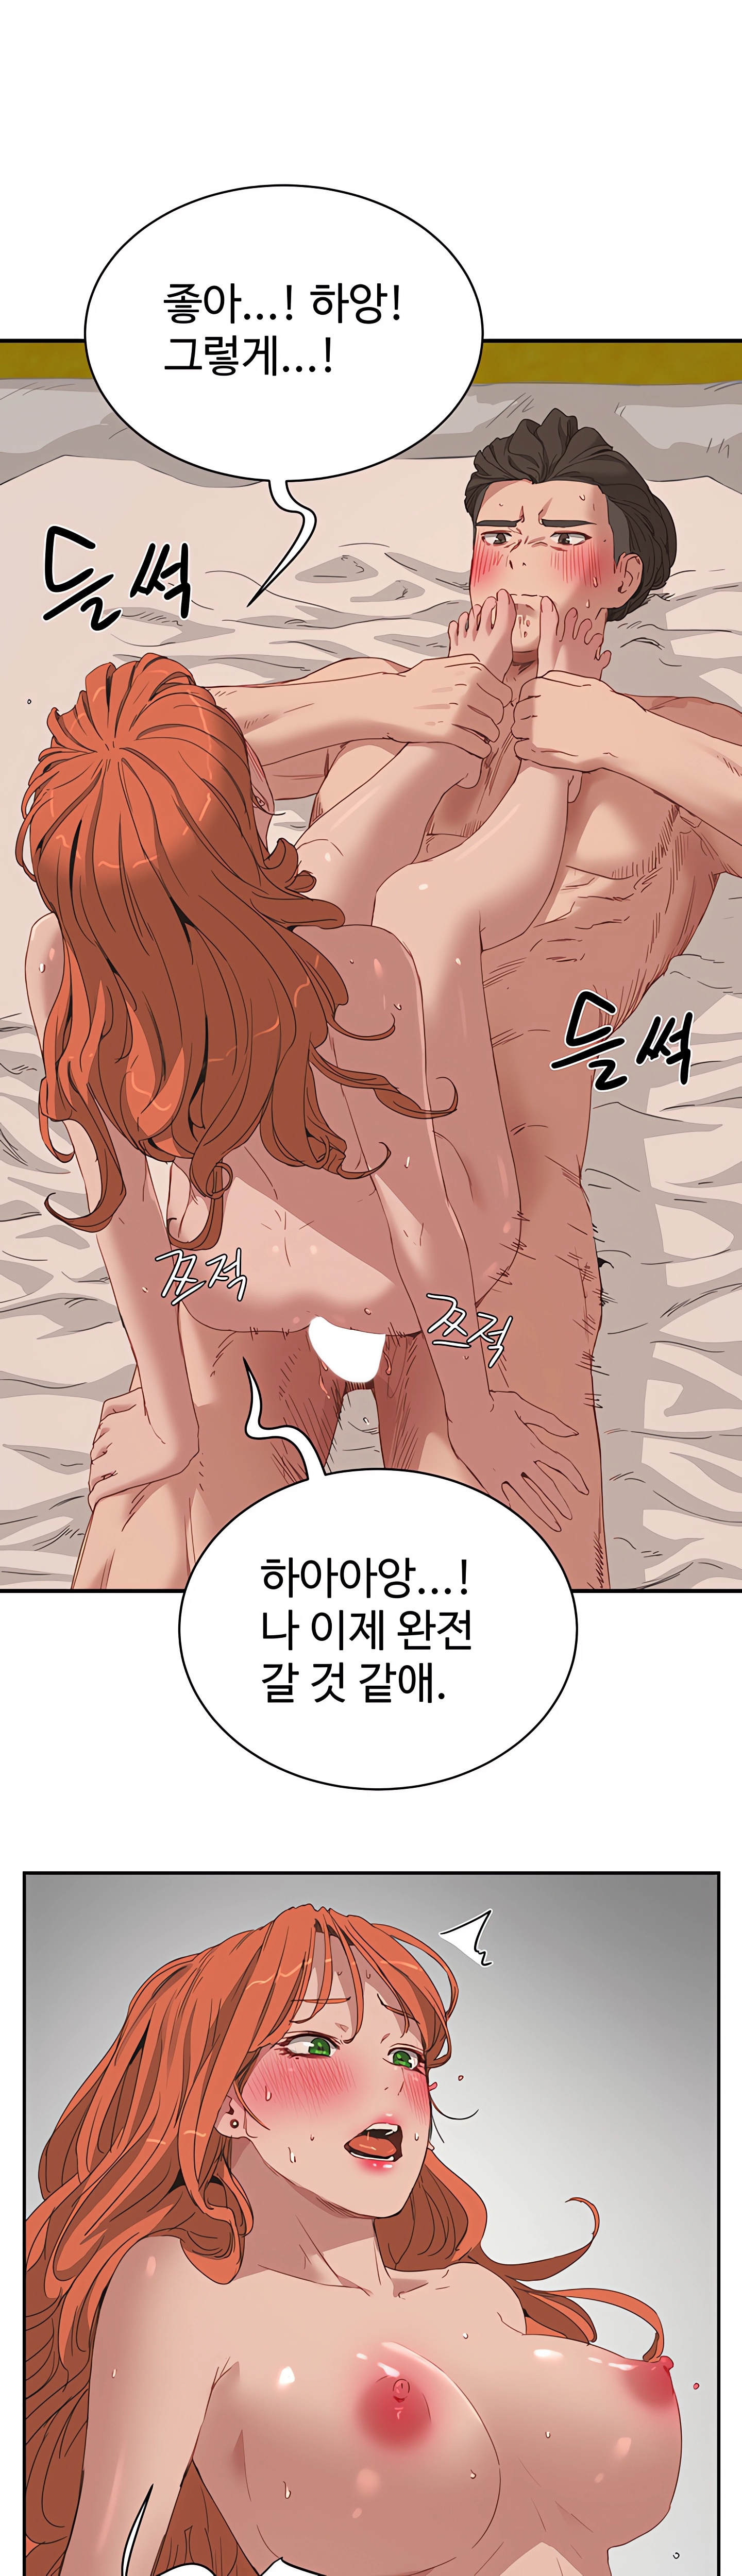 좋아...! 하앙!
그렇게...!
들썩
들썩
쯔적
쯔적
하아아앙...!
나 이제 완전
갈 것 같애.